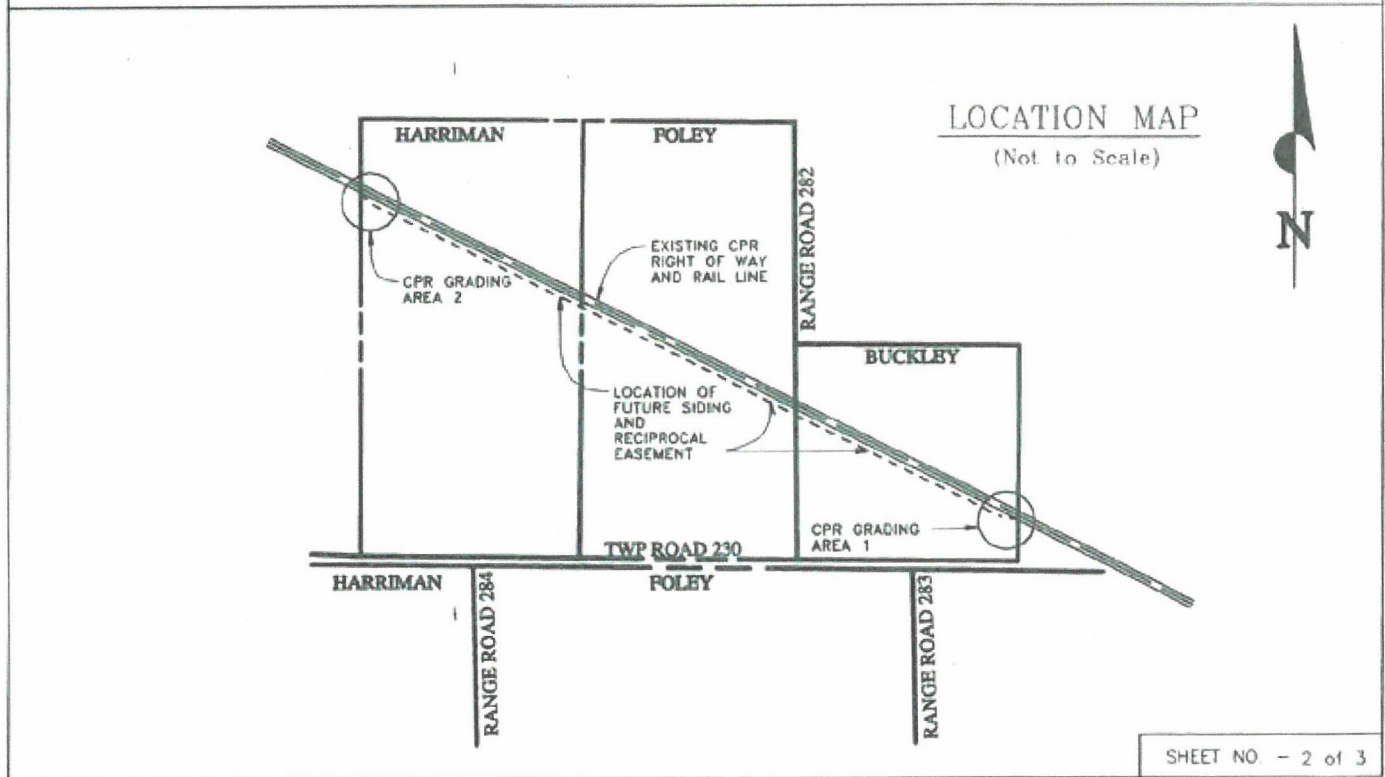 LOCATION MAP
(Not to Scale)
N
HARRIMAN
FOLEY
RANGE ROAD 282
EXISTING CPR
RIGHT OF WAY
AND RAIL LINE
CPR GRADING
AREA 2
BUCKLEY
LOCATION OF
FUTURE SIDING
AND
RECIPROCAL
EASEMENT
CPR GRADING
AREA 1
TWP ROAD 230
HARRIMAN
FOLEY
RANGE ROAD 284
RANGE ROAD 283
SHEET NO. - 2 of 3